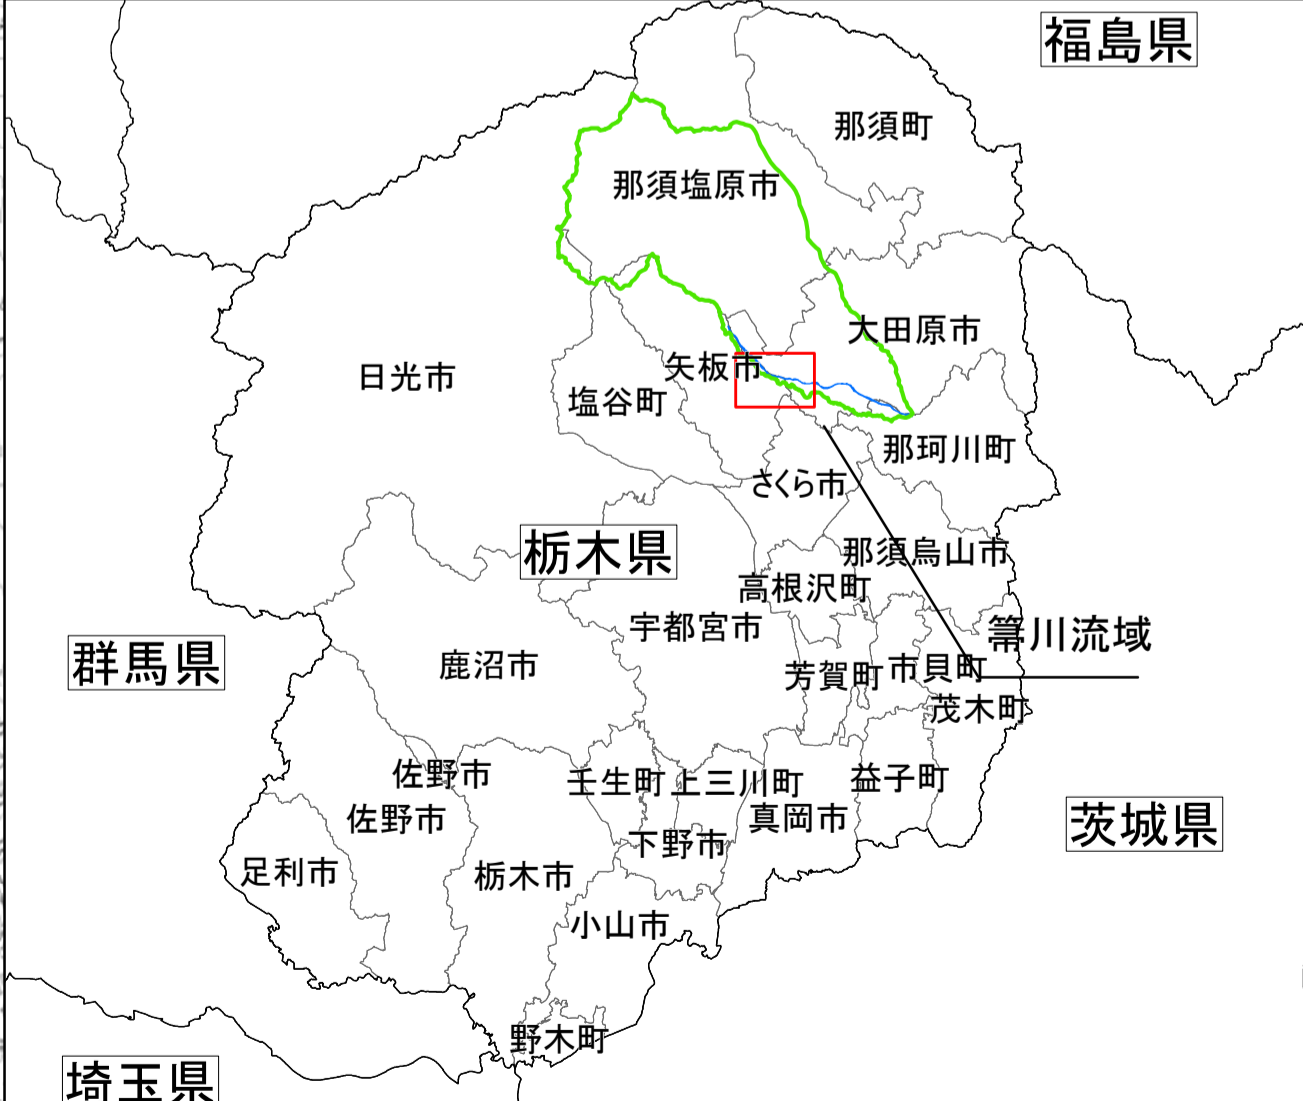 福島県
那須町
那須塩原市
大田原市
矢板市
日光市
塩谷町
那珂川町
さくら市
栃木県
那須烏山市
高根沢町
宇都宮市
箒川流域
群馬県
鹿沼市
芳賀町
市貝町
茂木町
佐野市
壬生町
上三川町
益子町
佐野市
真岡市
茨城県
下野市
足利市
栃木市
小山市
野木町
埼玉県